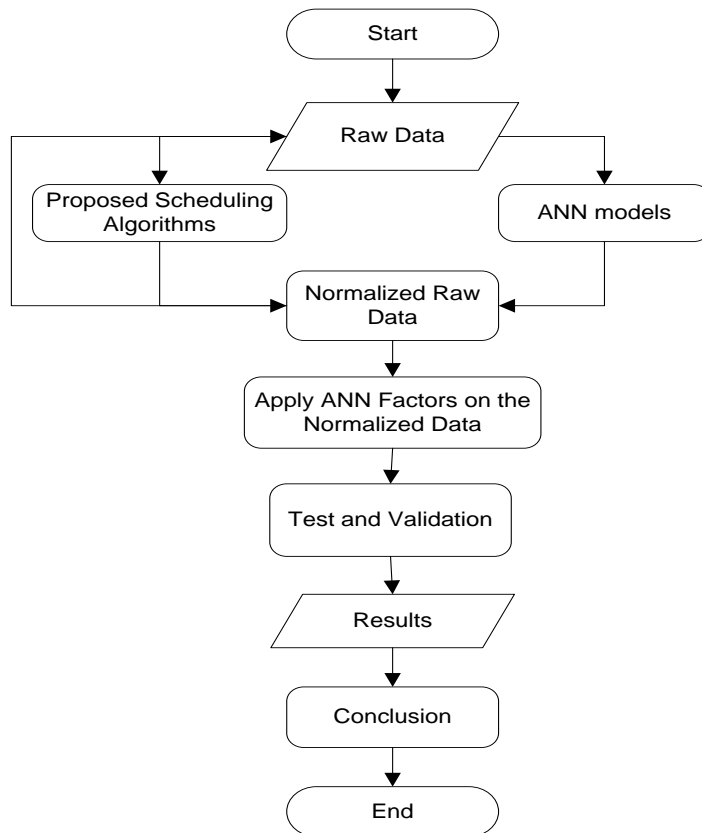 Start
Raw Data
Proposed Scheduling
Algorithms
ANN models
Normalized Raw
Data
Apply ANN Factors on the
Normalized Data
Test and Validation
Results
Conclusion
End